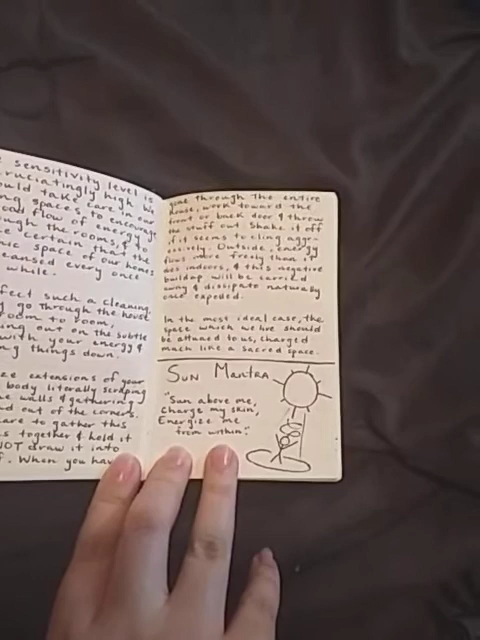 sensitivity level is
cruciatingly high we
ould take care in our
ng spaces to encourage
ood flow of energy
ough the rooms, &
e certain that the
ic space of our homes
eansed every once
while.
fect such a cleaning,
y go through the house
oom to room,
ing out on the subtle
with your energy &
ng things down.
ze extensions of your
body literally scraping
e walls & gathering
nd out of the corners.
are to gather this
s together & hold it
NOT draw it into
f. When you have
gone through the entire
house, work toward the
front or back door & throw
the stuff out. Shake it off
if it seems to cling aggr-
essively. Outside, energy
flows more freely than it
does indoors, & this negative
buildup will be carried
away & dissipate naturally
once expelled.
In the most ideal case, the
space which we live should
be attuned to us, charged
much like a sacred space.
SUN MANTRA
"Sun above me,
Charge my skin,
Energize me
from within."